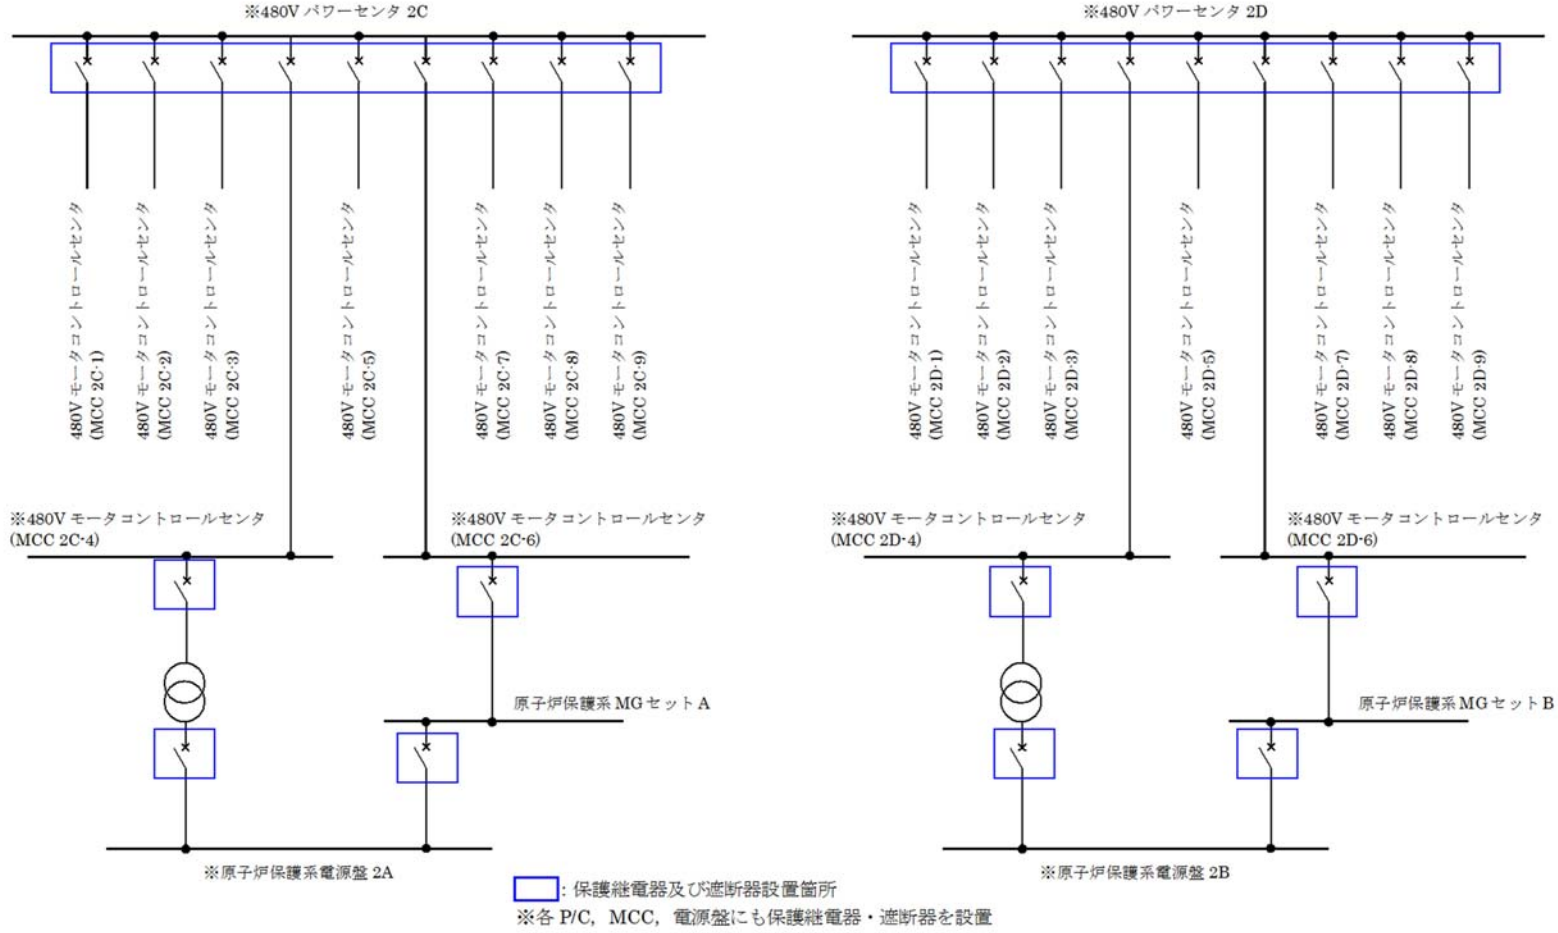 ※480V パワーセンタ 2C
※480V パワーセンタ 2D
480V モータコントロールセンタ
(MCC 2C-1)
480V モータコントロールセンタ
(MCC 2C-2)
480V モータコントロールセンタ
(MCC 2C-3)
480V モータコントロールセンタ
(MCC 2C-5)
480V モータコントロールセンタ
(MCC 2C-7)
480V モータコントロールセンタ
(MCC 2C-8)
480V モータコントロールセンタ
(MCC 2C-9)
480V モータコントロールセンタ
(MCC 2D-1)
480V モータコントロールセンタ
(MCC 2D-2)
480V モータコントロールセンタ
(MCC 2D-3)
480V モータコントロールセンタ
(MCC 2D-5)
480V モータコントロールセンタ
(MCC 2D-7)
480V モータコントロールセンタ
(MCC 2D-8)
480V モータコントロールセンタ
(MCC 2D-9)
※480V モータコントロールセンタ
(MCC 2C-4)
※480V モータコントロールセンタ
(MCC 2C-6)
※480V モータコントロールセンタ
(MCC 2D-4)
※480V モータコントロールセンタ
(MCC 2D-6)
原子炉保護系 MG セット A
原子炉保護系 MG セット B
※原子炉保護系電源盤 2A
※原子炉保護系電源盤 2B
: 保護継電器及び遮断器設置箇所
※各 P/C, MCC, 電源盤にも保護継電器・遮断器を設置